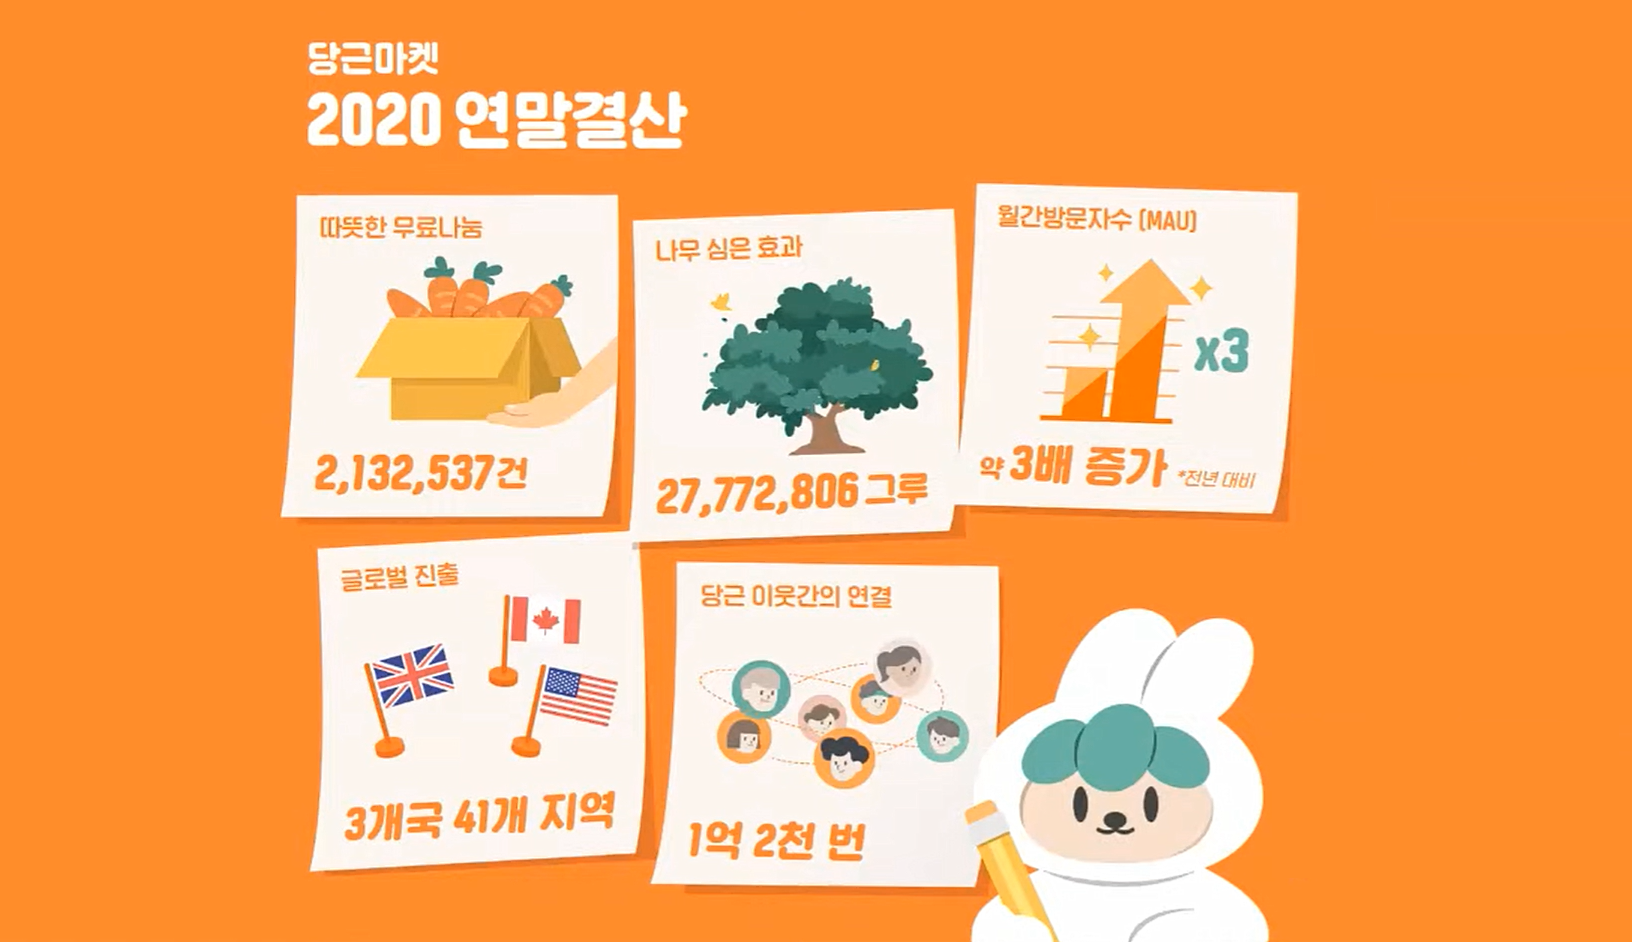 당근마켓
2020 연말결산
따뜻한 무료나눔
2,132,537건
나무 심은 효과
27,772,806 그루
월간방문자수 (MAU)
x3
약 3배 증가 *전년 대비
글로벌 진출
3개국 41개 지역
당근 이웃간의 연결
1억 2천 번